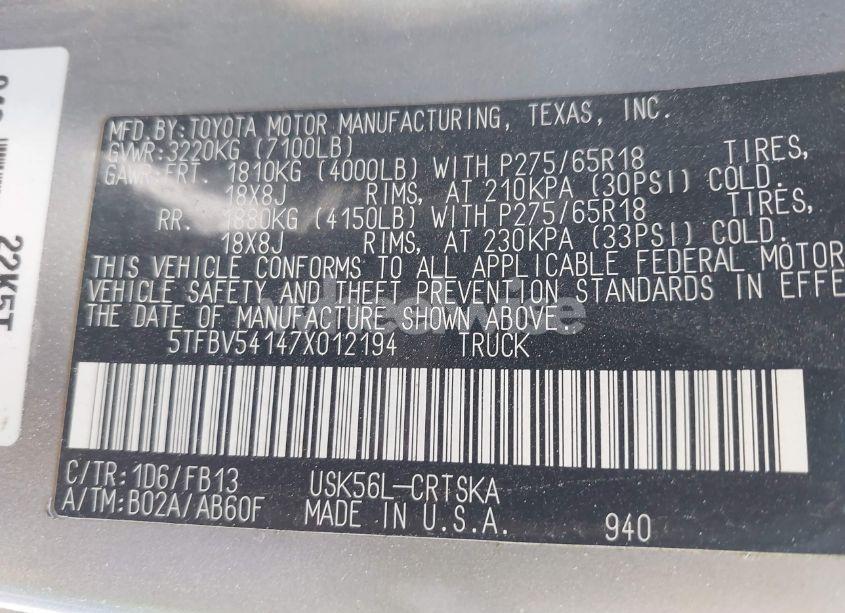 MFD.BY:TOYOTA MOTOR MANUFACTURING, TEXAS, INC.
GVWR:3220KG (7100LB)
GAWR:FRT. 1810KG (4000LB) WITH P275/65R18 TIRES,
18X8J RIMS, AT 210KPA (30PSI) COLD.
RR. 1880KG (4150LB) WITH P275/65R18 TIRES,
18X8J RIMS, AT 230KPA (33PSI) COLD.
THIS VEHICLE CONFORMS TO ALL APPLICABLE FEDERAL MOTOR
VEHICLE SAFETY AND THEFT PREVENTION STANDARDS IN EFFE
THE DATE OF MANUFACTURE SHOWN ABOVE.
5TFBV54147X012194 TRUCK
C/TR:1D6/FB13 USK56L-CRTSKA
A/TM:B02A/AB60F MADE IN U.S.A. 940
22K5T